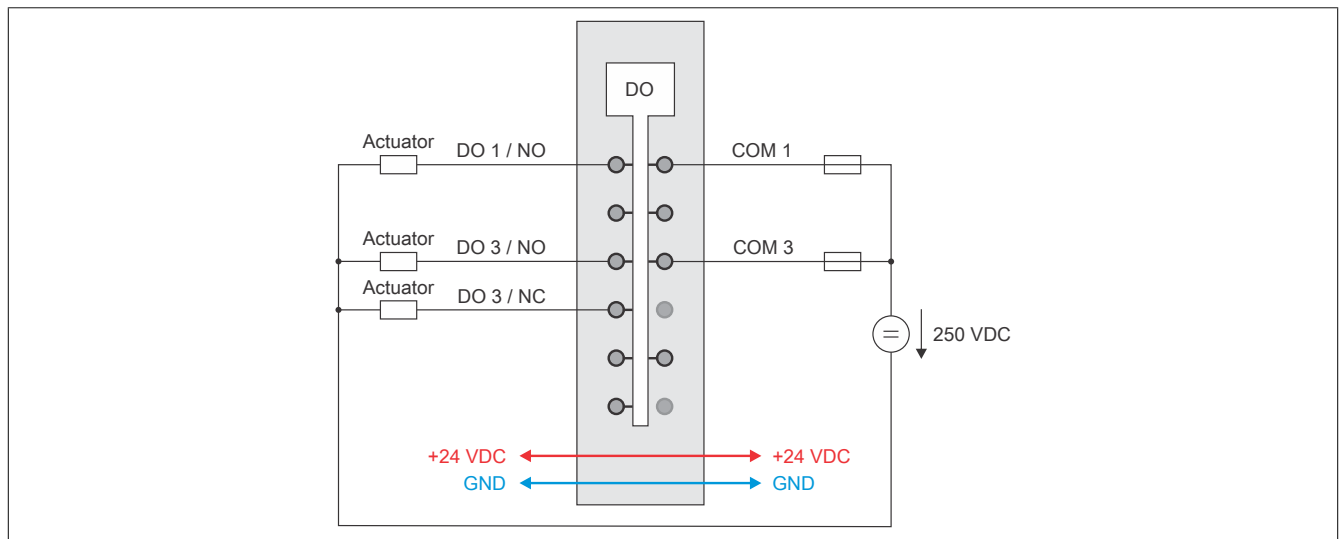 DO
Actuator
DO 1 / NO
COM 1
Actuator
DO 3 / NO
COM 3
Actuator
DO 3 / NC
250 VDC
+24 VDC
+24 VDC
GND
GND